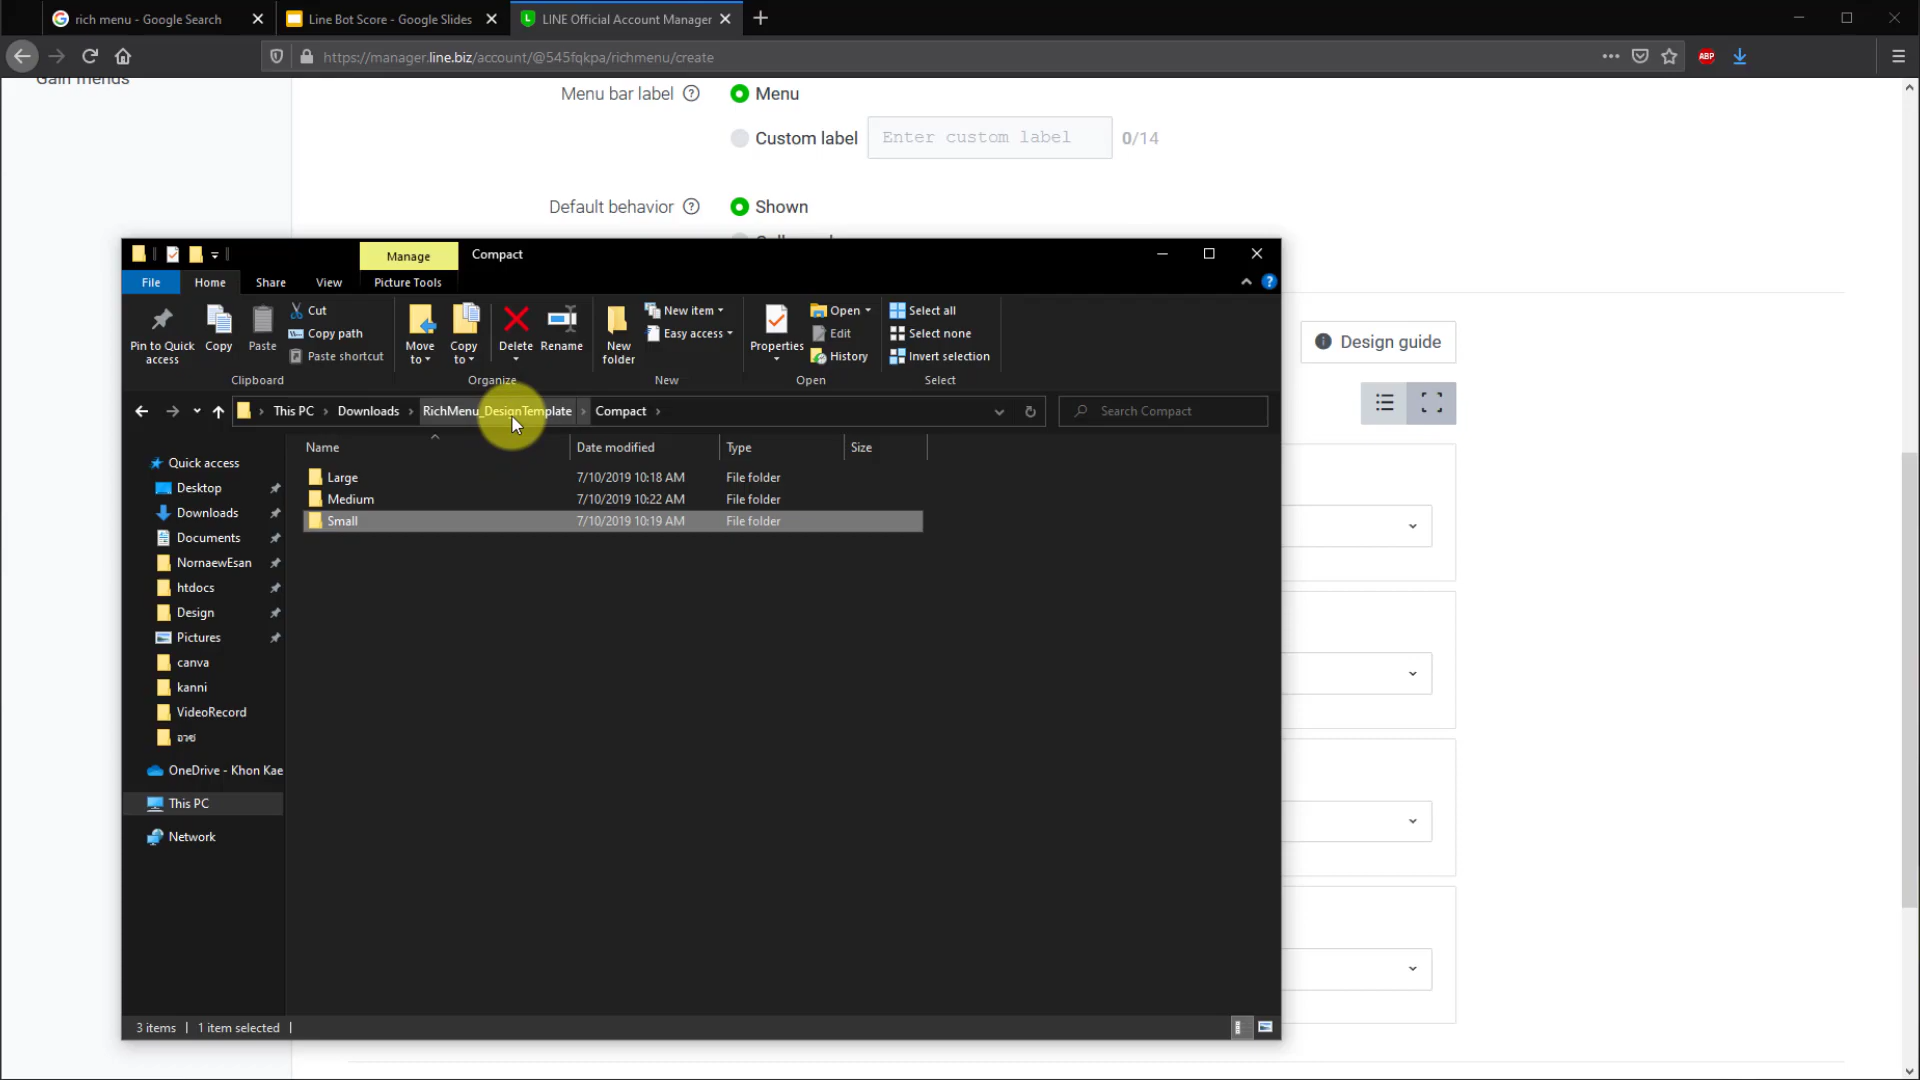 rich menu - Google Search
Line Bot Score - Google Slides
LINE Official Account Manager
https://manager.line.biz/account/@545fqkpa/richmenu/create
ABP
Menu bar label
Menu
Custom label
Enter custom label
0/14
Default behavior
Shown
Manage
Compact
File
Home
Share
View
Picture Tools
Pin to Quick access
Copy
Paste
Cut
Copy path
Paste shortcut
Move to
Copy to
Delete
Rename
New folder
New item
Easy access
Properties
Open
Edit
History
Select all
Select none
Invert selection
Clipboard
Organize
New
Open
Select
Design guide
This PC
Downloads
RichMenu_DesignTemplate
Compact
Search Compact
Name
Date modified
Type
Size
Large 7/10/2019 10:18 AM File folder
Medium 7/10/2019 10:22 AM File folder
Small 7/10/2019 10:19 AM File folder
Quick access
Desktop
Downloads
Documents
NornaewEsan
htdocs
Design
Pictures
canva
kanni
VideoRecord
OneDrive - Khon Kae
This PC
Network
3 items
1 item selected